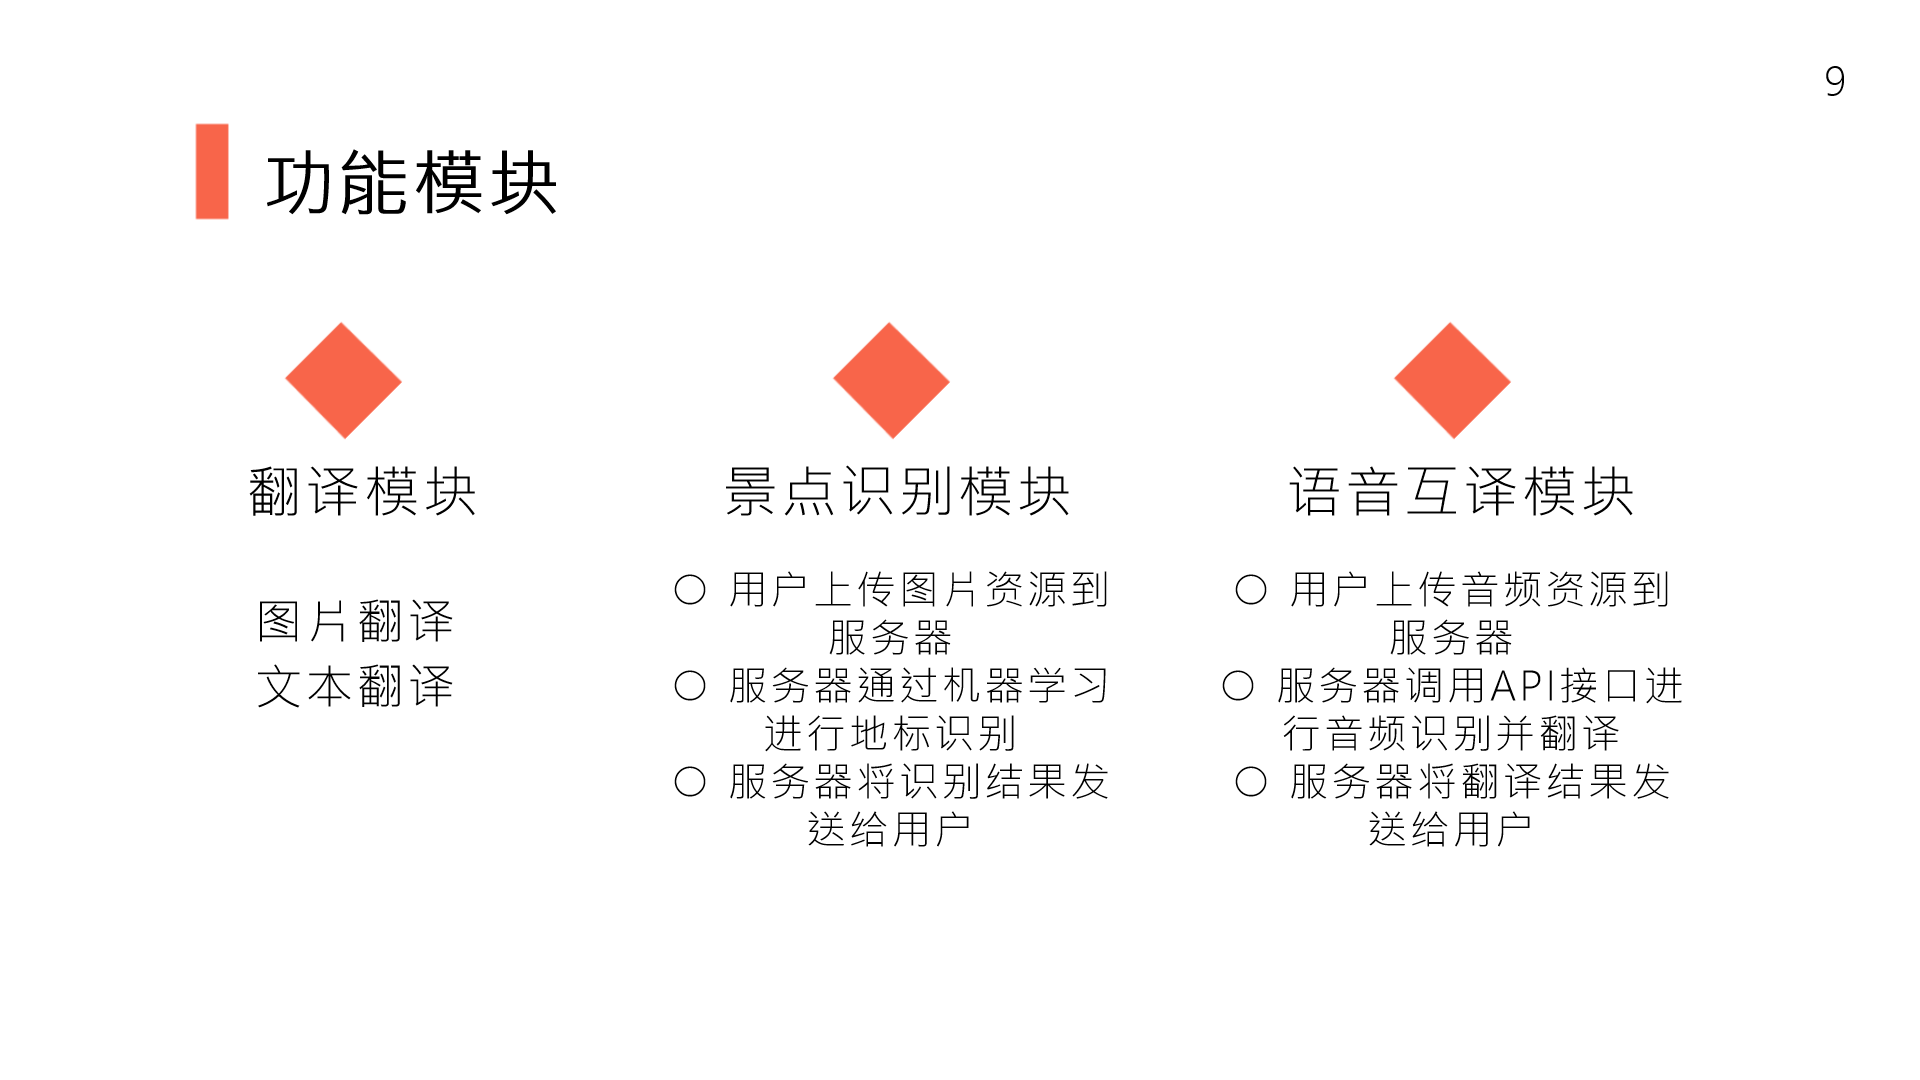 9
功能模块
翻译模块
图片翻译
文本翻译
景点识别模块
○ 用户上传图片资源到
服务器
○ 服务器通过机器学习
进行地标识别
○ 服务器将识别结果发
送给用户
语音互译模块
○ 用户上传音频资源到
服务器
○ 服务器调用API接口进
行音频识别并翻译
○ 服务器将翻译结果发
送给用户